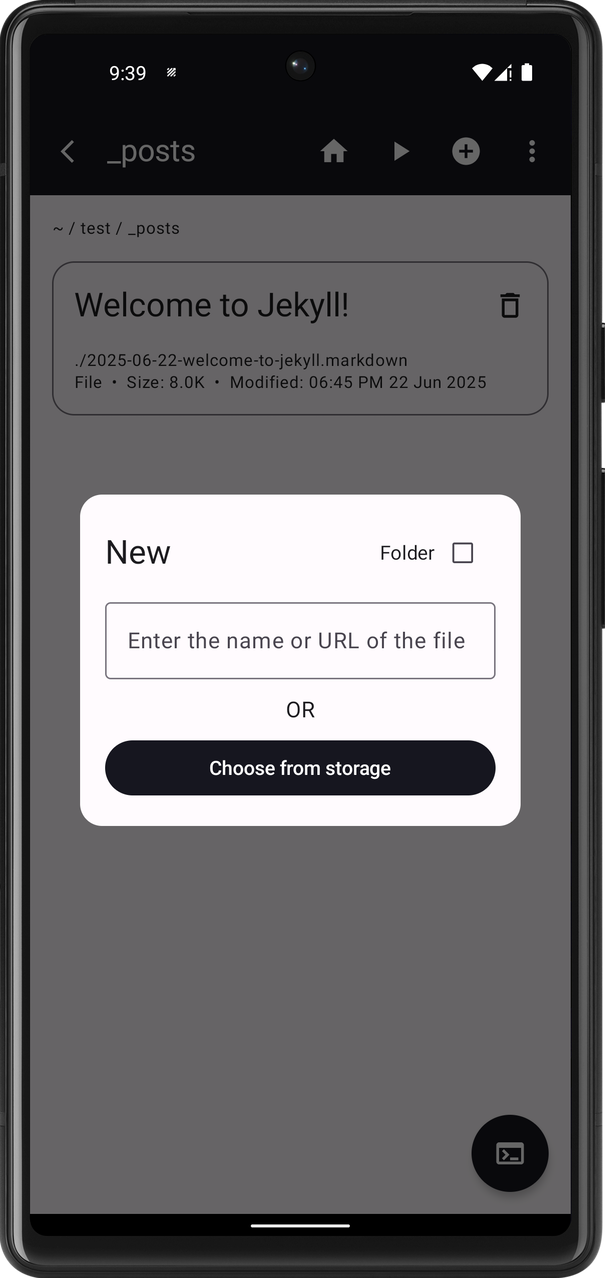 9:39
_posts
~ / test / _posts
Welcome to Jekyll!
./2025-06-22-welcome-to-jekyll.markdown
File • Size: 8.0K • Modified: 06:45 PM 22 Jun 2025
New
Folder
Enter the name or URL of the file
OR
Choose from storage